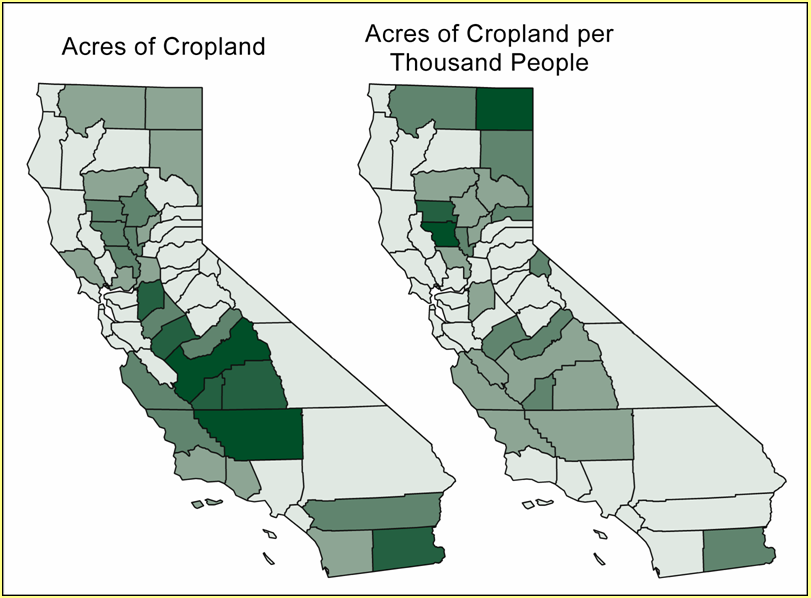 Acres of Cropland
Acres of Cropland per
Thousand People